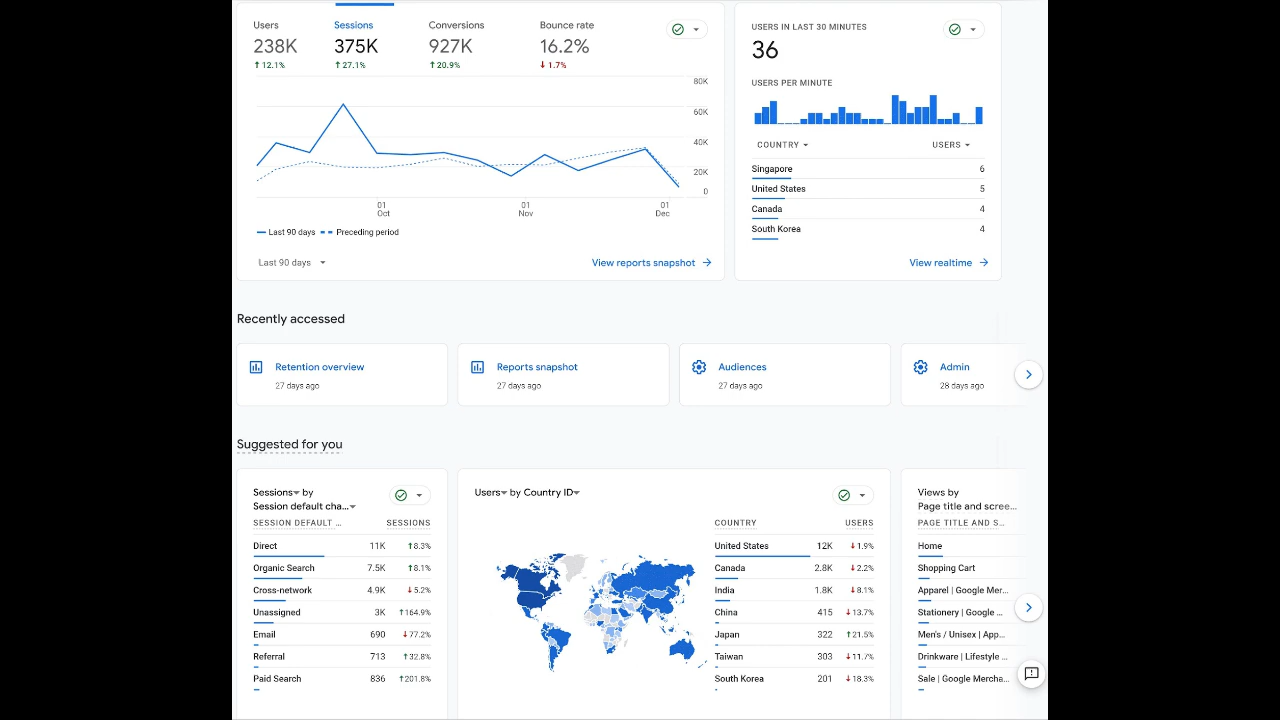 Users Sessions Conversions Bounce rate
238K 375K 927K 16.2%
↑ 12.1% ↑ 27.1% ↑ 20.9% ↓ 1.7%
80K
60K
40K
20K
0
01 Oct 01 Nov 01 Dec
Last 90 days Preceding period
Last 90 days View reports snapshot
USERS IN LAST 30 MINUTES
36
USERS PER MINUTE
COUNTRY USERS
Singapore 6
United States 5
Canada 4
South Korea 4
View realtime
Recently accessed
Retention overview
27 days ago
Reports snapshot
27 days ago
Audiences
27 days ago
Admin
28 days ago
Suggested for you
Sessions by
Session default cha...
SESSION DEFAULT ... SESSIONS
Direct 11K ↑ 8.3%
Organic Search 7.5K ↑ 8.1%
Cross-network 4.9K ↓ 5.2%
Unassigned 3K ↑ 164.9%
Email 690 ↓ 77.2%
Referral 713 ↑ 32.8%
Paid Search 836 ↑ 201.8%
Users by Country ID
COUNTRY USERS
United States 12K ↓ 1.9%
Canada 2.8K ↓ 2.2%
India 1.8K ↓ 8.1%
China 415 ↓ 13.7%
Japan 322 ↑ 21.5%
Taiwan 303 ↓ 11.7%
South Korea 201 ↓ 18.3%
Views by
Page title and scree...
PAGE TITLE AND S...
Home
Shopping Cart
Apparel | Google Mer...
Stationery | Google ...
Men's / Unisex | App...
Drinkware | Lifestyle ...
Sale | Google Mercha...